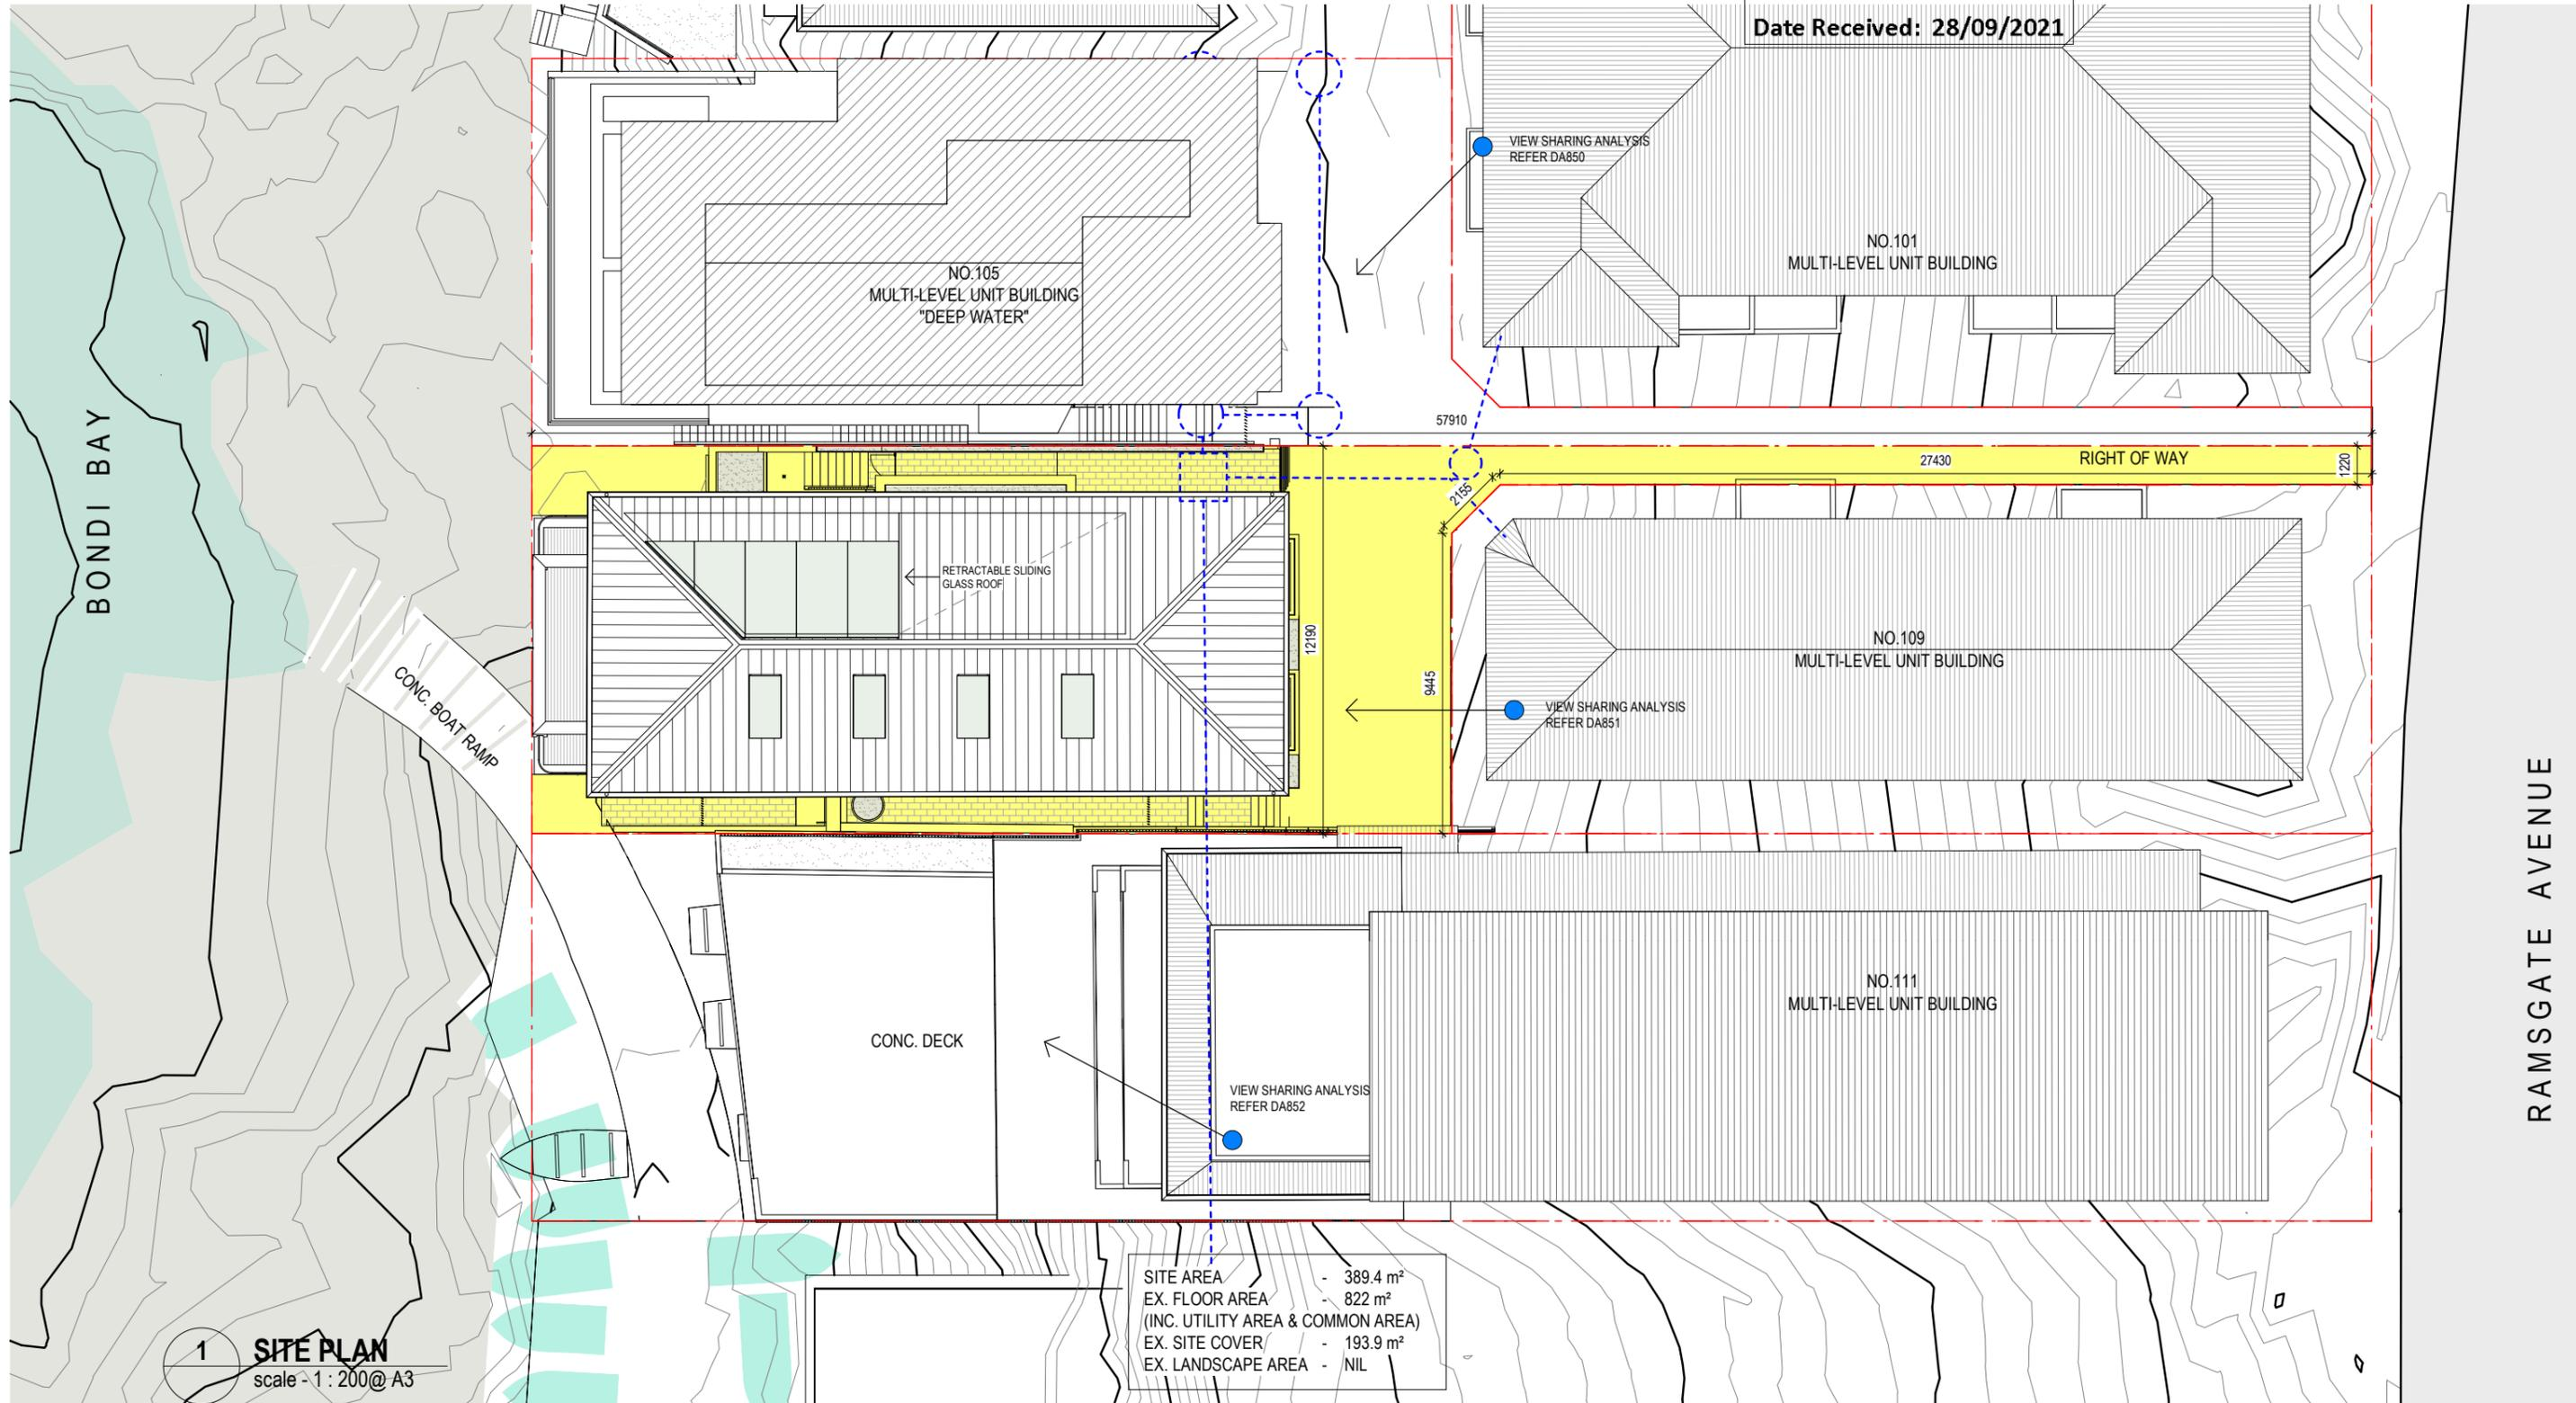 Date Received: 28/09/2021
VIEW SHARING ANALYSIS
REFER DA850
NO.101
MULTI-LEVEL UNIT BUILDING
NO.105
MULTI-LEVEL UNIT BUILDING
"DEEP WATER"
57910
27430
RIGHT OF WAY
1220
2155
BONDI BAY
RETRACTABLE SLIDING
GLASS ROOF
12190
9445
NO.109
MULTI-LEVEL UNIT BUILDING
CONC. BOAT RAMP
VIEW SHARING ANALYSIS
REFER DA851
RAMSGATE AVENUE
NO.111
MULTI-LEVEL UNIT BUILDING
CONC. DECK
VIEW SHARING ANALYSIS
REFER DA852
SITE AREA - 389.4 m²
EX. FLOOR AREA - 822 m²
(INC. UTILITY AREA & COMMON AREA)
EX. SITE COVER - 193.9 m²
EX. LANDSCAPE AREA - NIL
1
SITE PLAN
scale - 1 : 200@ A3